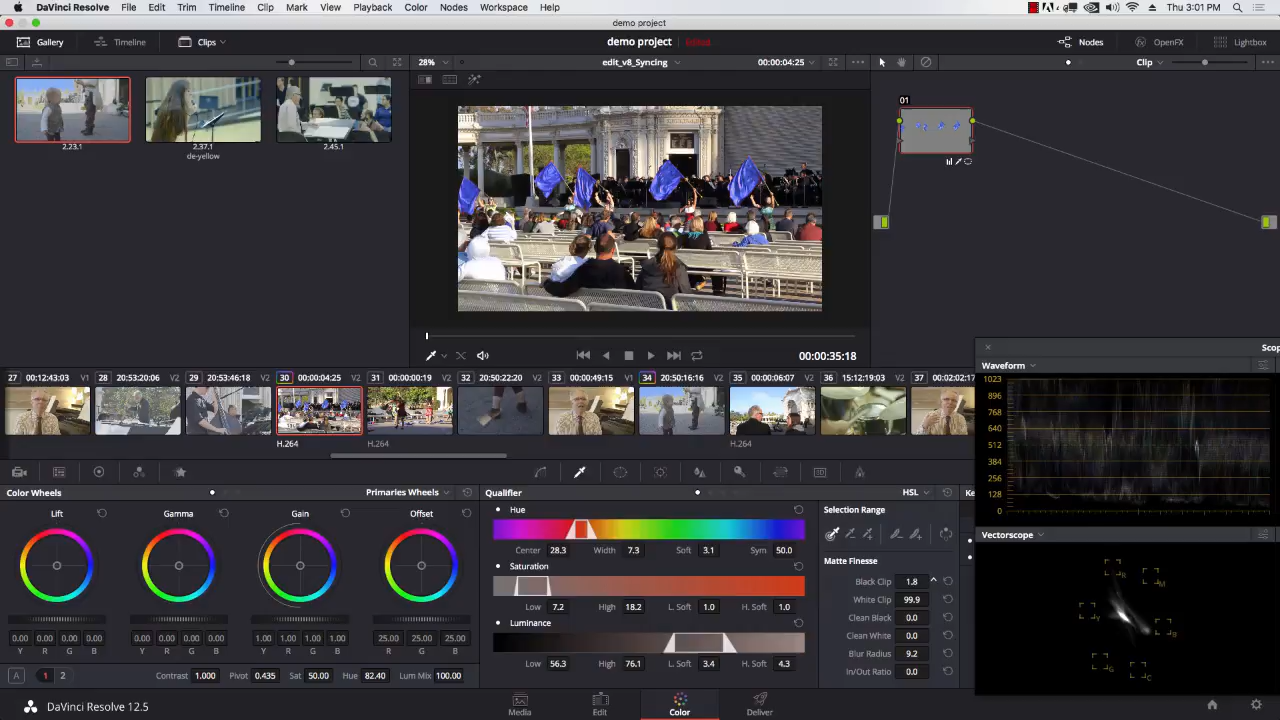 DaVinci Resolve File Edit Trim Timeline Clip Mark View Playback Color Nodes Workspace Help Thu 3:01 PM
demo project
Gallery Timeline Clips demo project Edited Nodes OpenFX Lightbox
28% edit_v8_Syncing 00:00:04:25 Clip
2.23.1 2.37.1 2.45.1
de-yellow
01
00:00:35:18
27 00:12:43:03 V1 28 20:53:20:06 V2 29 20:53:46:18 V2 30 00:00:04:25 V2 31 00:00:00:19 V2 32 20:50:22:20 V2 33 00:00:49:15 V1 34 20:50:16:16 V2 35 00:00:06:07 V2 36 15:12:19:03 V2 37 00:02:02:17
H.264 H.264 H.264
Scop
Waveform
1023
896
768
640
512
384
256
128
0
Color Wheels Primaries Wheels
Lift Gamma Gain Offset
0.00 0.00 0.00 0.00 0.00 0.00 0.00 0.00 1.00 1.00 1.00 1.00 25.00 25.00 25.00
Y R G B Y R G B Y R G B R G B
A 1 2 Contrast 1.000 Pivot 0.435 Sat 50.00 Hue 82.40 Lum Mix 100.00
Qualifier HSL
Hue
Center 28.3 Width 7.3 Soft 3.1 Sym 50.0
Saturation
Low 7.2 High 18.2 L. Soft 1.0 H. Soft 1.0
Luminance
Low 56.3 High 76.1 L. Soft 3.4 H. Soft 4.3
Selection Range
Matte Finesse
Black Clip 1.8
White Clip 99.9
Clean Black 0.0
Clean White 0.0
Blur Radius 9.2
In/Out Ratio 0.0
Ke
Vectorscope
R M
Y B
G C
DaVinci Resolve 12.5 Media Edit Color Deliver